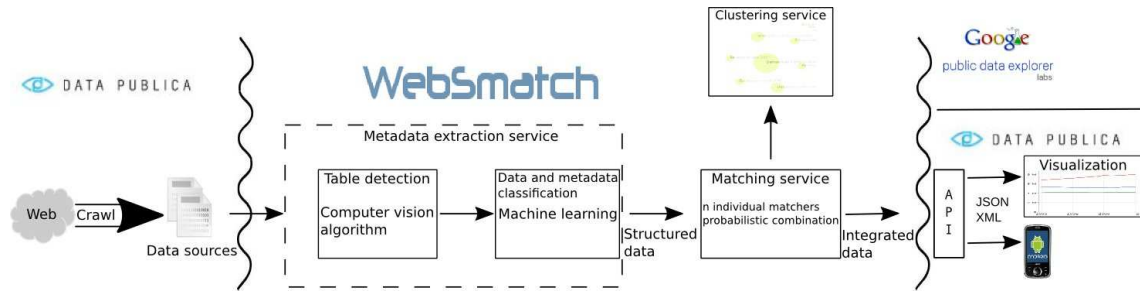 DATA PUBLICA
Web
Crawl
Data sources
WebSmatch
Metadata extraction service
Table detection
Computer vision
algorithm
Data and metadata
classification
Machine learning
Structured
data
Clustering service
Matching service
n individual matchers
probabilistic combination
Integrated
data
Google
public data explorer
labs
DATA PUBLICA
A
P
I
JSON
XML
Visualization